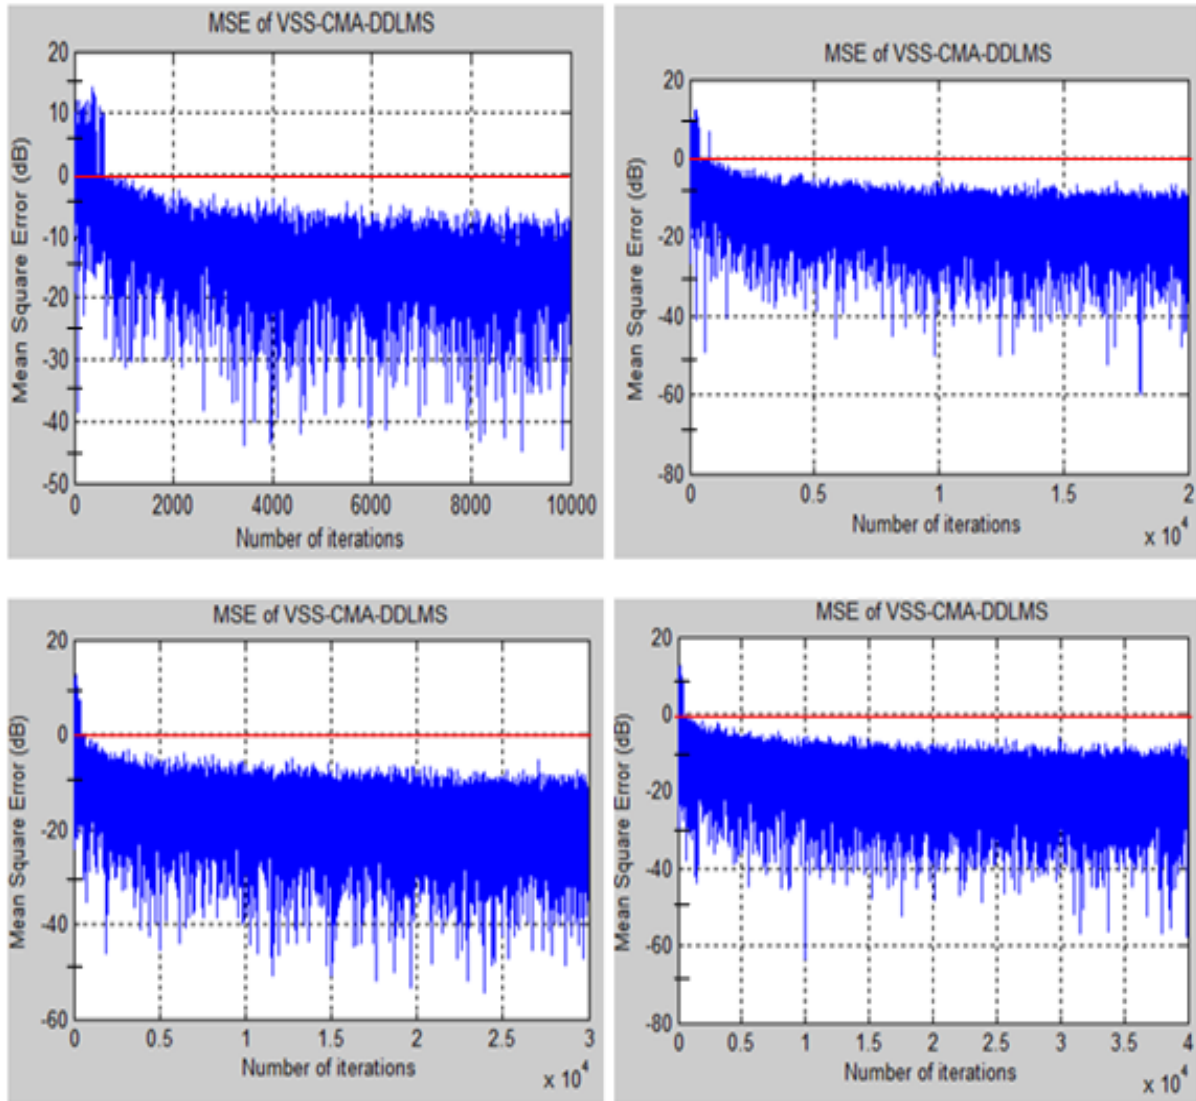 MSE of VSS-CMA-DDLMS
20
10
0
-10
-20
-30
-40
-50
Mean Square Error (dB)
0 2000 4000 6000 8000 10000
Number of iterctions
MSE of VSS-CMA-DDLMS
20
0
-20
-40
-60
-80
Mean Square Error (dB)
0 0.5 1 1.5 2
Number of iterations
x 10^4
MSE of VSS-CMA-DDLMS
20
0
-20
-40
-60
Mean Square Error (dB)
0 0.5 1 1.5 2 2.5 3
Number of iterctions
x 10^4
MSE of VSS-CMA-DDLMS
20
0
-20
-40
-60
-80
Mean Square Error (dB)
0 0.5 1 1.5 2 2.5 3 3.5 4
Number of iterations
x 10^4